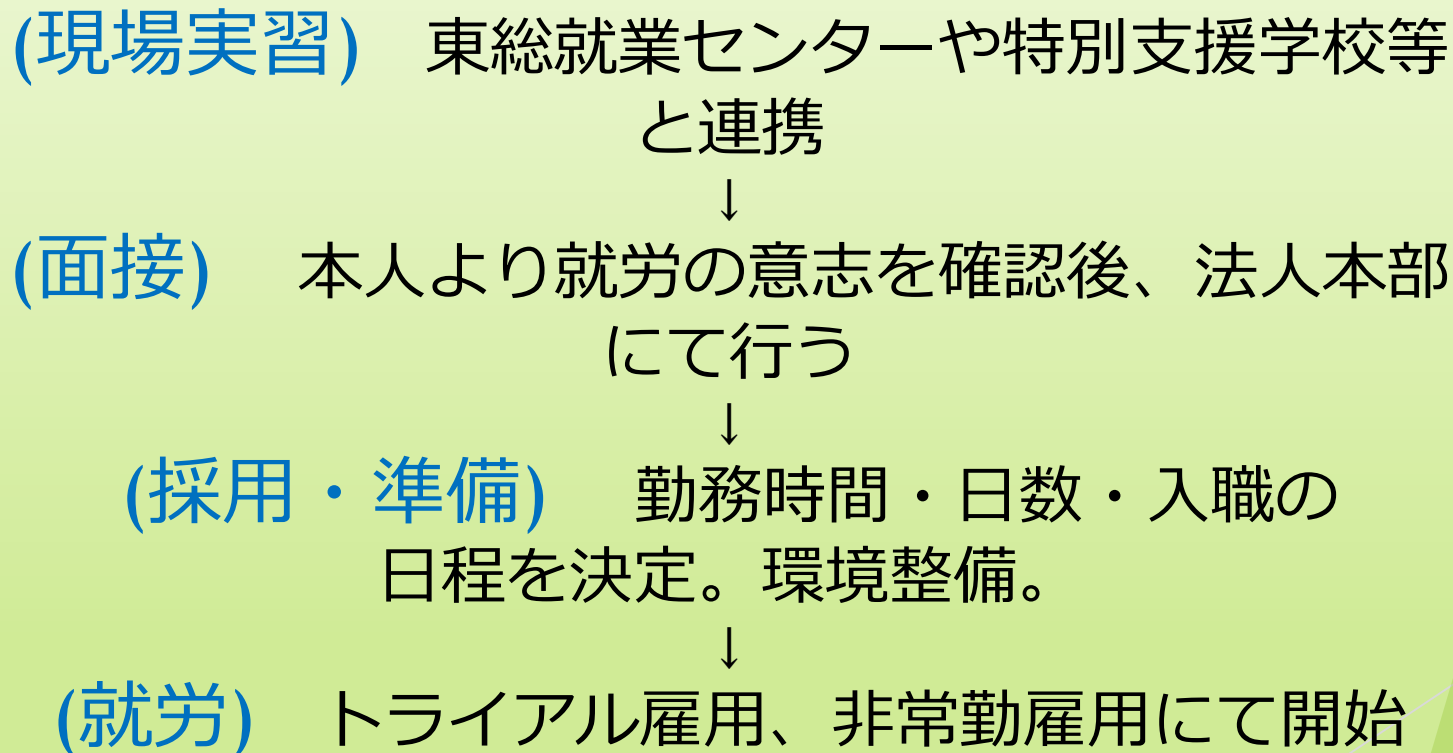 (現場実習)　東総就業センターや特別支援学校等
と連携
↓
(面接)　本人より就労の意志を確認後、法人本部
にて行う
↓
(採用・準備)　勤務時間・日数・入職の
日程を決定。環境整備。
↓
(就労)　トライアル雇用、非常勤雇用にて開始